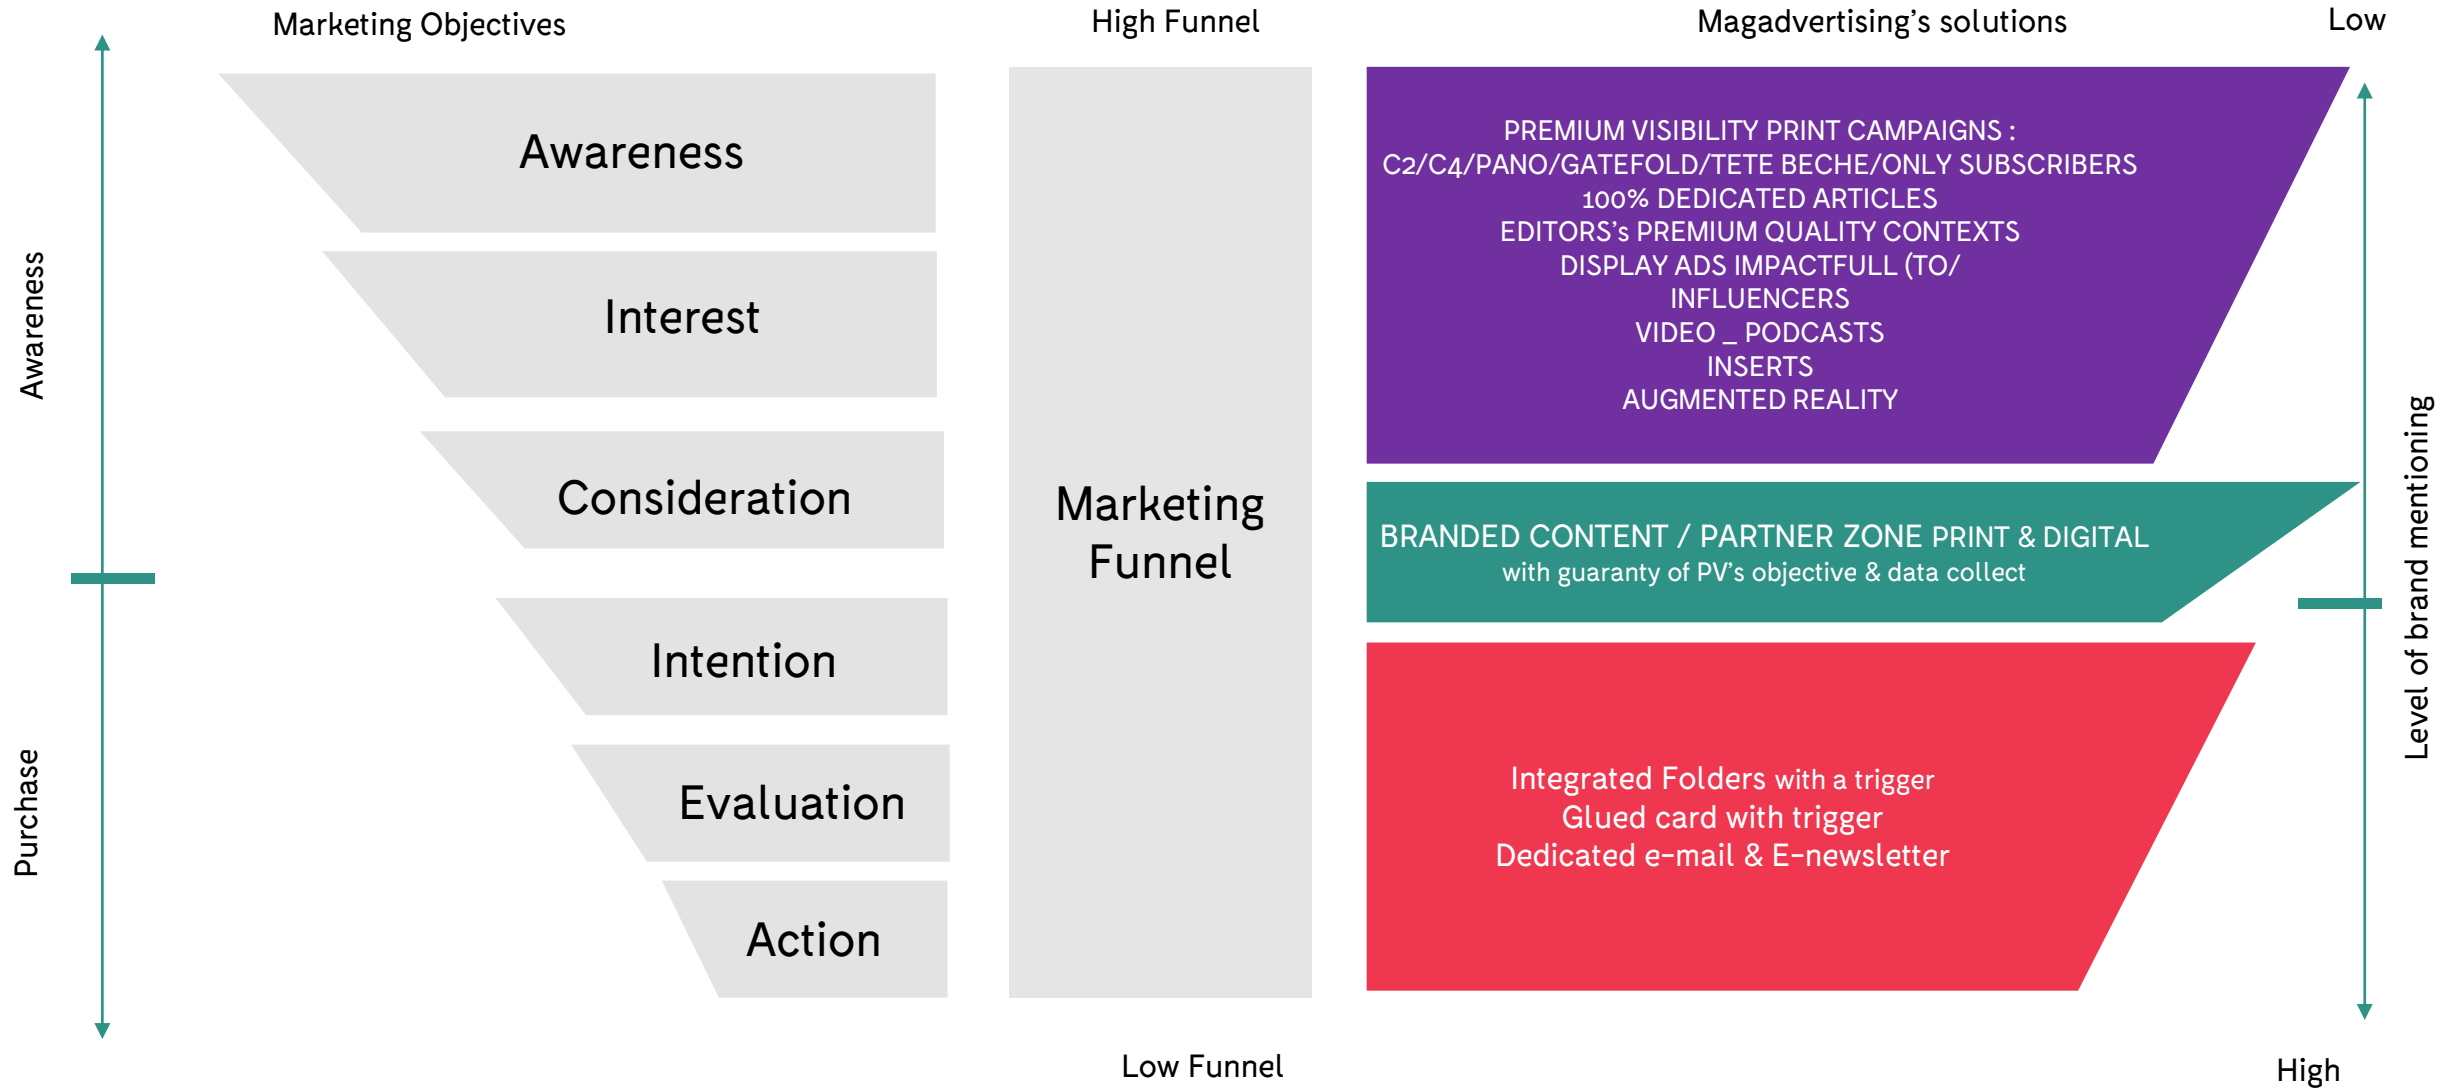 Marketing Objectives
High Funnel
Magadvertising's solutions
Low
Awareness
Purchase
Awareness
Interest
Consideration
Intention
Evaluation
Action
Marketing
Funnel
PREMIUM VISIBILITY PRINT CAMPAIGNS :
C2/C4/PANO/GATEFOLD/TETE BECHE/ONLY SUBSCRIBERS
100% DEDICATED ARTICLES
EDITORS's PREMIUM QUALITY CONTEXTS
DISPLAY ADS IMPACTFULL (TO/
INFLUENCERS
VIDEO _ PODCASTS
INSERTS
AUGMENTED REALITY
BRANDED CONTENT / PARTNER ZONE PRINT & DIGITAL
with guaranty of PV's objective & data collect
Integrated Folders with a trigger
Glued card with trigger
Dedicated e-mail & E-newsletter
Level of brand mentioning
Low Funnel
High